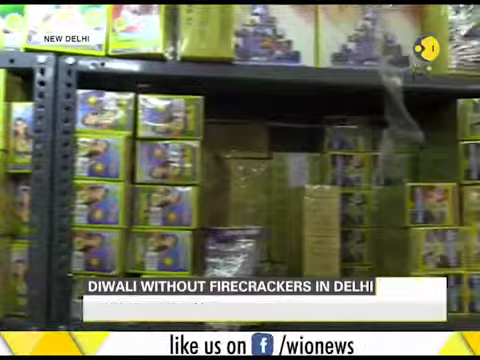 NEW DELHI
DIWALI WITHOUT FIRECRACKERS IN DELHI
like us on f /wionews